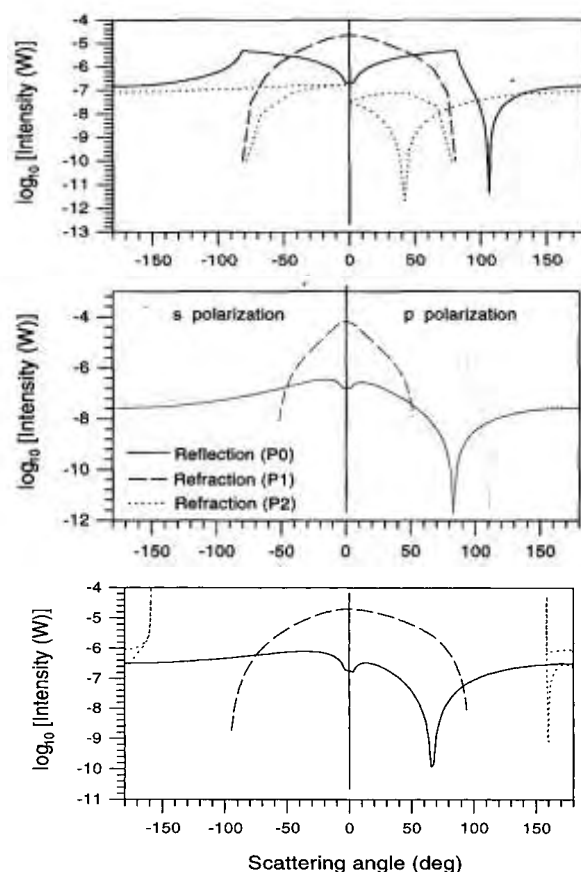 -4
-5
-6
-7
-8
-9
-10
-11
-12
-13
log10 [Intensity (W)]
-150 -100 -50 0 50 100 150
-4
-6
-8
-10
-12
log10 [Intensity (W)]
s polarization p polarization
Reflection (P0)
Refraction (P1)
Refraction (P2)
-150 -100 -50 0 50 100 150
-4
-5
-6
-7
-8
-9
-10
-11
log10 [Intensity (W)]
-150 -100 -50 0 50 100 150
Scattering angle (deg)